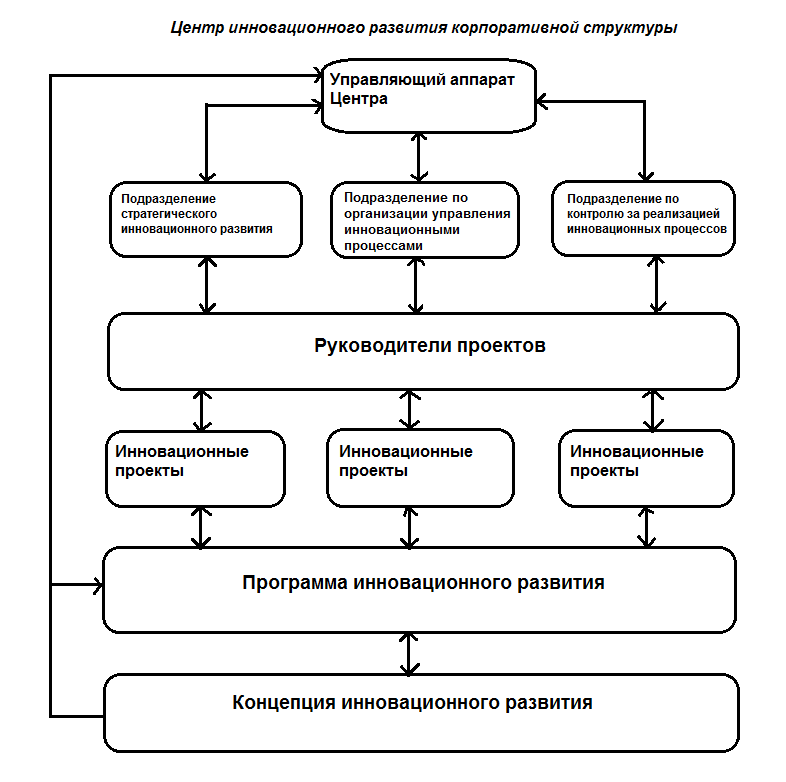 Центр инновационного развития корпоративной структуры
Управляющий аппарат
Центра
Подразделение
стратегического
инновационного развития
Подразделение по
организации управления
инновационными
процессами
Подразделение по
контролю за реализацией
инновационных процессов
Руководители проектов
Инновационные
проекты
Инновационные
проекты
Инновационные
проекты
Программа инновационного развития
Концепция инновационного развития